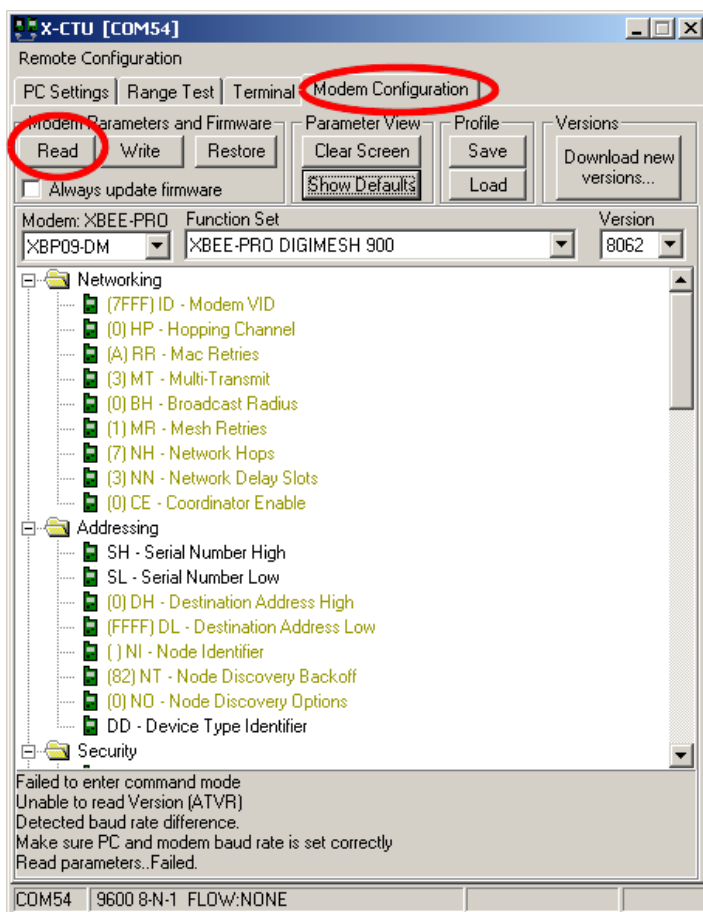 X-CTU [COM54]
Remote Configuration
PC Settings Range Test Terminal Modem Configuration
Modem Parameters and Firmware Parameter View Profile Versions
Read Write Restore Clear Screen Save Download new versions...
Always update firmware Show Defaults Load
Modem: XBEE-PRO Function Set Version
XBP09-DM XBEE-PRO DIGIMESH 900 8062
Networking
(7FFF) ID - Modem VID
(0) HP - Hopping Channel
(A) RR - Mac Retries
(3) MT - Multi-Transmit
(0) BH - Broadcast Radius
(1) MR - Mesh Retries
(7) NH - Network Hops
(3) NN - Network Delay Slots
(0) CE - Coordinator Enable
Addressing
SH - Serial Number High
SL - Serial Number Low
(0) DH - Destination Address High
(FFFF) DL - Destination Address Low
( ) NI - Node Identifier
(82) NT - Node Discovery Backoff
(0) NO - Node Discovery Options
DD - Device Type Identifier
Security
Failed to enter command mode
Unable to read Version (ATVR)
Detected baud rate difference.
Make sure PC and modem baud rate is set correctly
Read parameters..Failed.
COM54 9600 8-N-1 FLOW:NONE